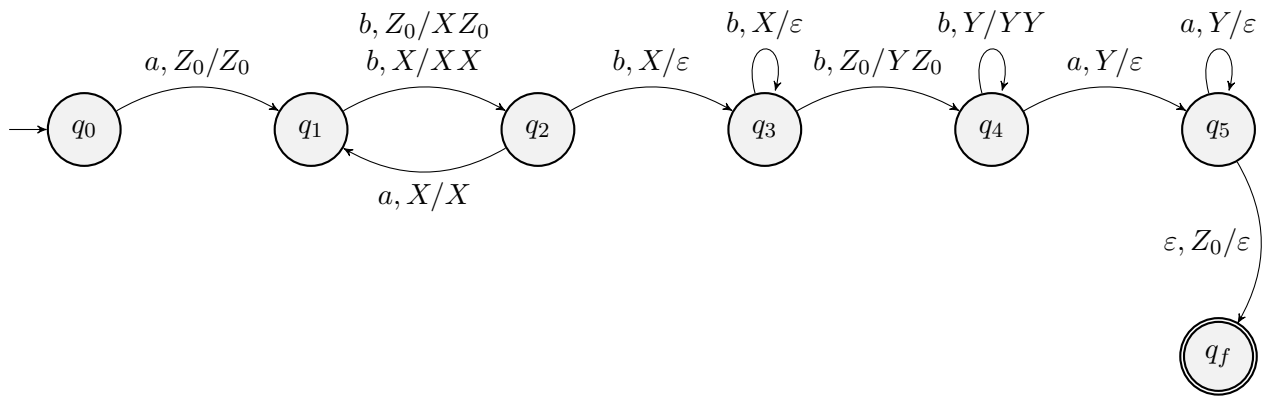 b, Z₀/XZ₀
b, X/XX
a, Z₀/Z₀
b, X/ε
b, X/ε
b, Z₀/YZ₀
b, Y/YY
a, Y/ε
a, Y/ε
q₀
q₁
q₂
q₃
q₄
q₅
a, X/X
ε, Z₀/ε
q_f